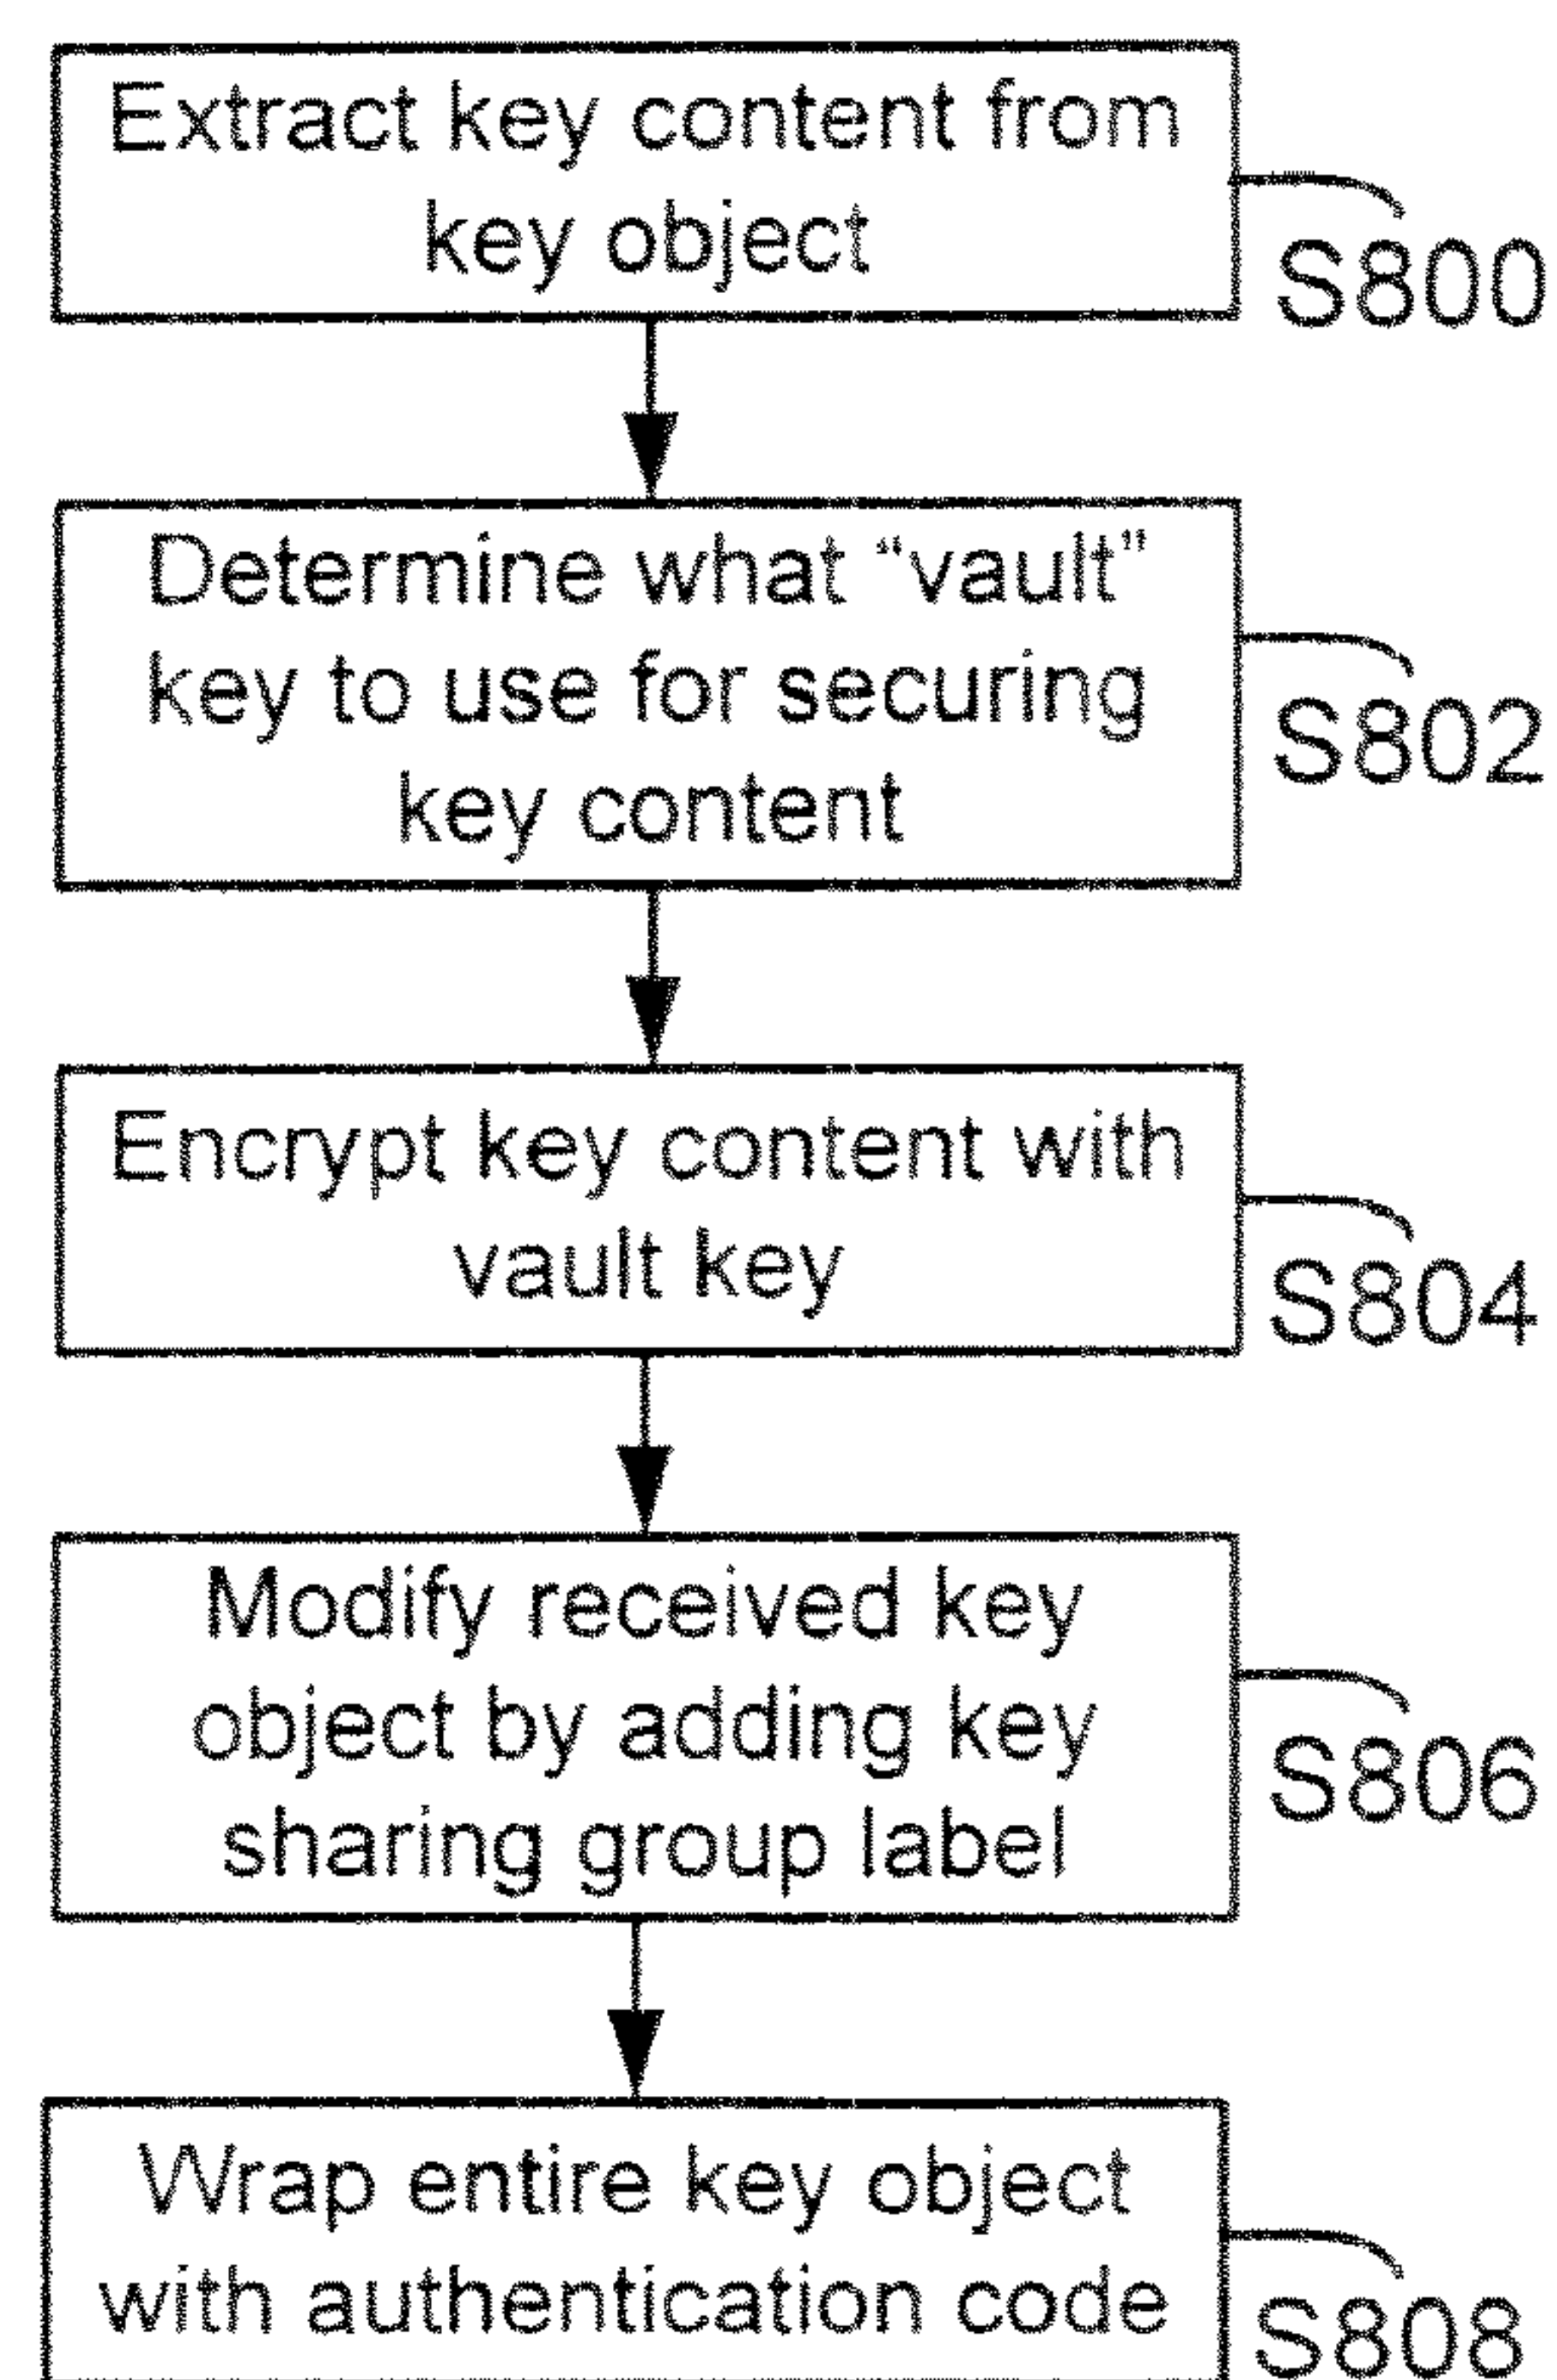 Extract key content from
key object
S800
Determine what “vault”
key to use for securing
key content
S802
Encrypt key content with
vault key
S804
Modify received key
object by adding key
sharing group label
S806
Wrap entire key object
with authentication code
S808